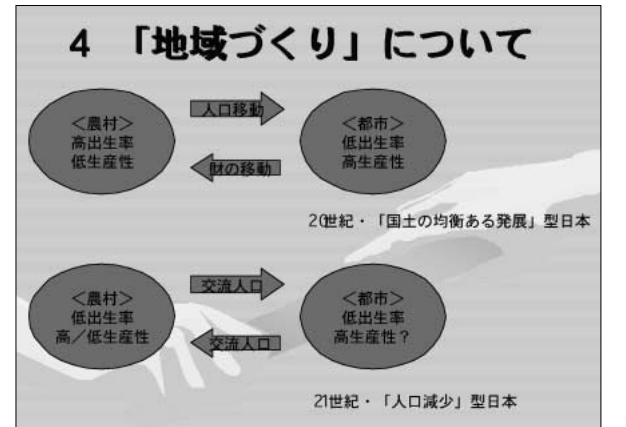 4 「地域づくり」について
＜農村＞
高出生率
低生産性
人口移動
財の移動
＜都市＞
低出生率
高生産性
20世紀・「国土の均衡ある発展」型日本
＜農村＞
低出生率
高／低生産性
交流人口
交流人口
＜都市＞
低出生率
高生産性？
21世紀・「人口減少」型日本